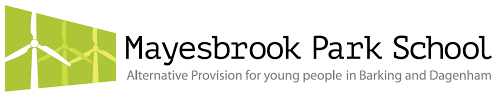 Mayesbrook Park School
Alternative Provision for young people in Barking and Dagenham